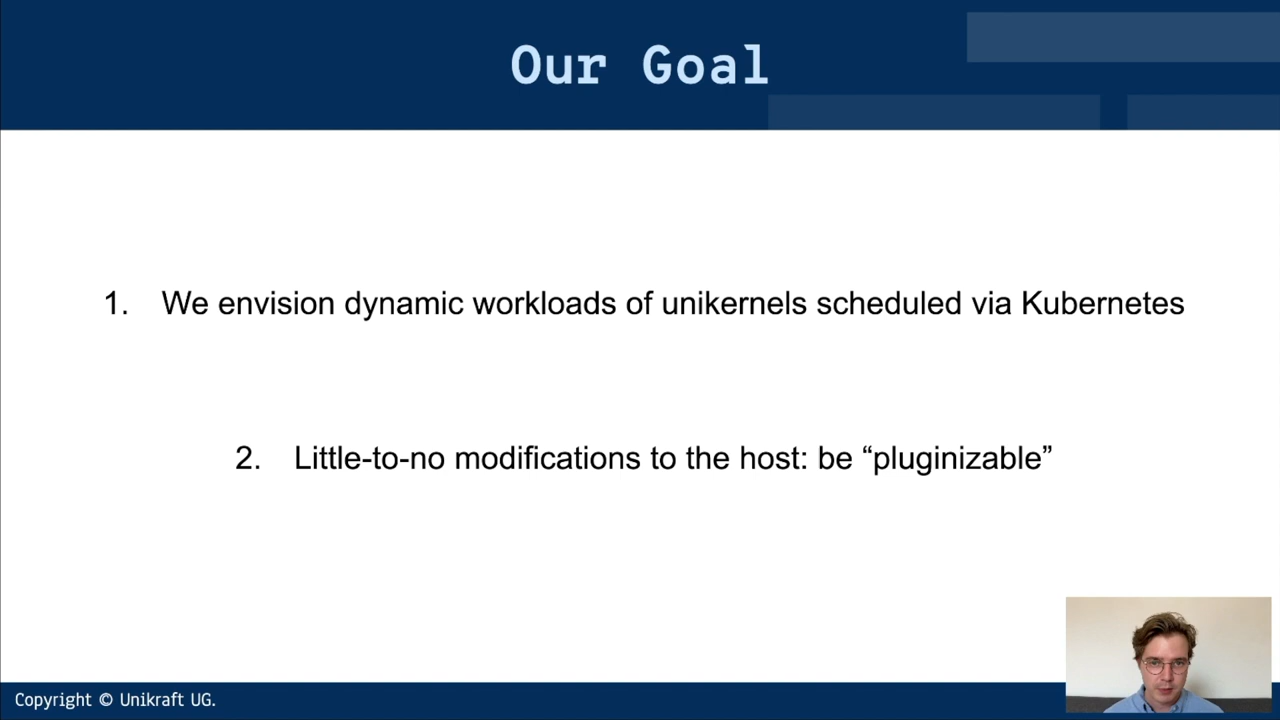 Our Goal
1. We envision dynamic workloads of unikernels scheduled via Kubernetes
2. Little-to-no modifications to the host: be “pluginizable”
Copyright © Unikraft UG.